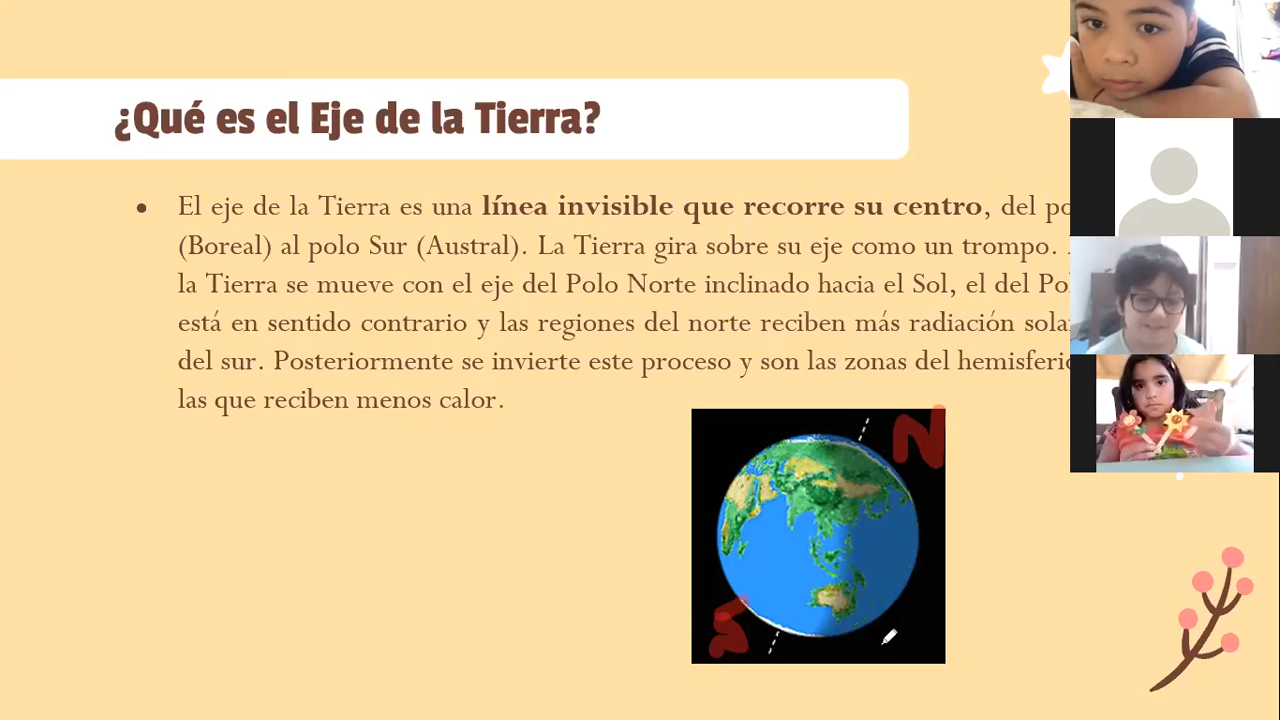 ¿Qué es el Eje de la Tierra?
• El eje de la Tierra es una línea invisible que recorre su centro, del
(Boreal) al polo Sur (Austral). La Tierra gira sobre su eje como un trompo.
la Tierra se mueve con el eje del Polo Norte inclinado hacia el Sol, el del
está en sentido contrario y las regiones del norte reciben más radiación
del sur. Posteriormente se invierte este proceso y son las zonas del
las que reciben menos calor.
N
S